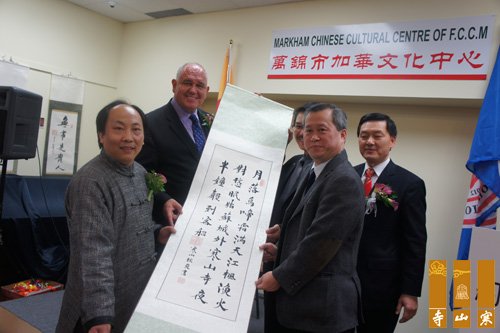 MARKHAM CHINESE CULTURAL CENTRE OF F.C.C.M
萬錦市加華文化中心
月落烏啼霜滿天江楓漁火
對愁眠姑蘇城外寒山寺夜
半鐘聲到客船
寒山寺